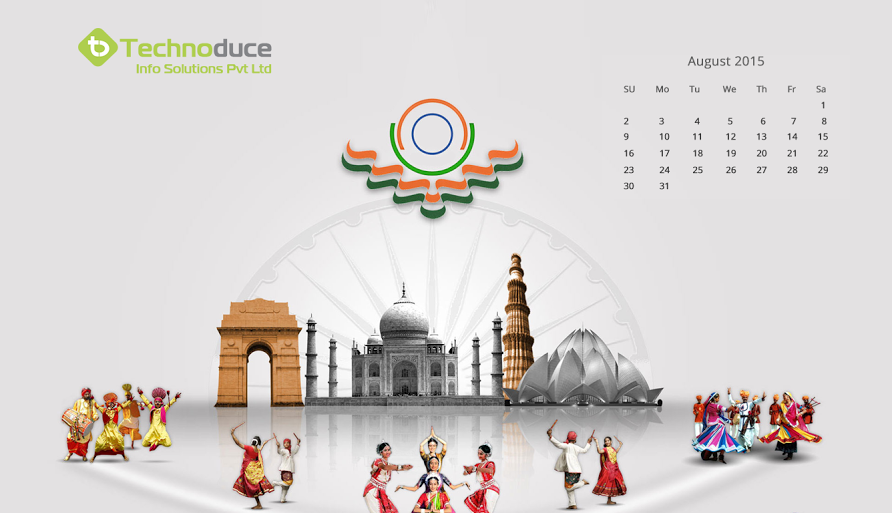 Technoduce
Info Solutions Pvt Ltd
August 2015
SU Mo Tu We Th Fr Sa
1
2 3 4 5 6 7 8
9 10 11 12 13 14 15
16 17 18 19 20 21 22
23 24 25 26 27 28 29
30 31